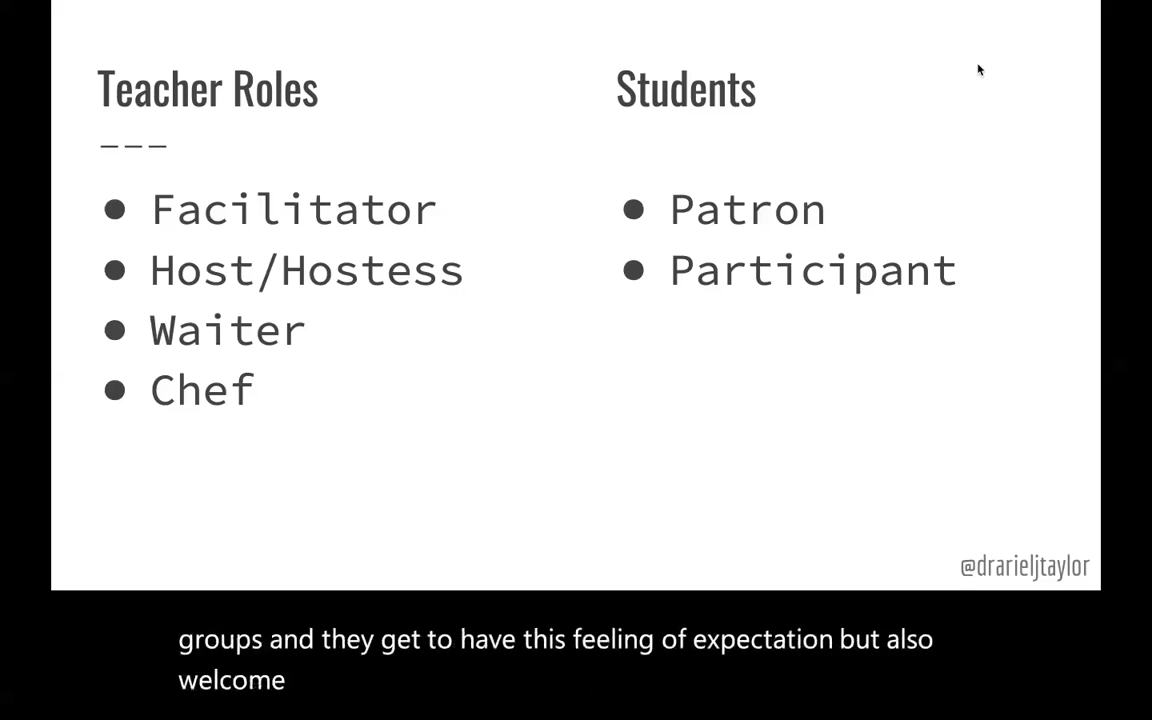 Teacher Roles
---
● Facilitator
● Host/Hostess
● Waiter
● Chef
Students
● Patron
● Participant
@drarieljtaylor
groups and they get to have this feeling of expectation but also
welcome